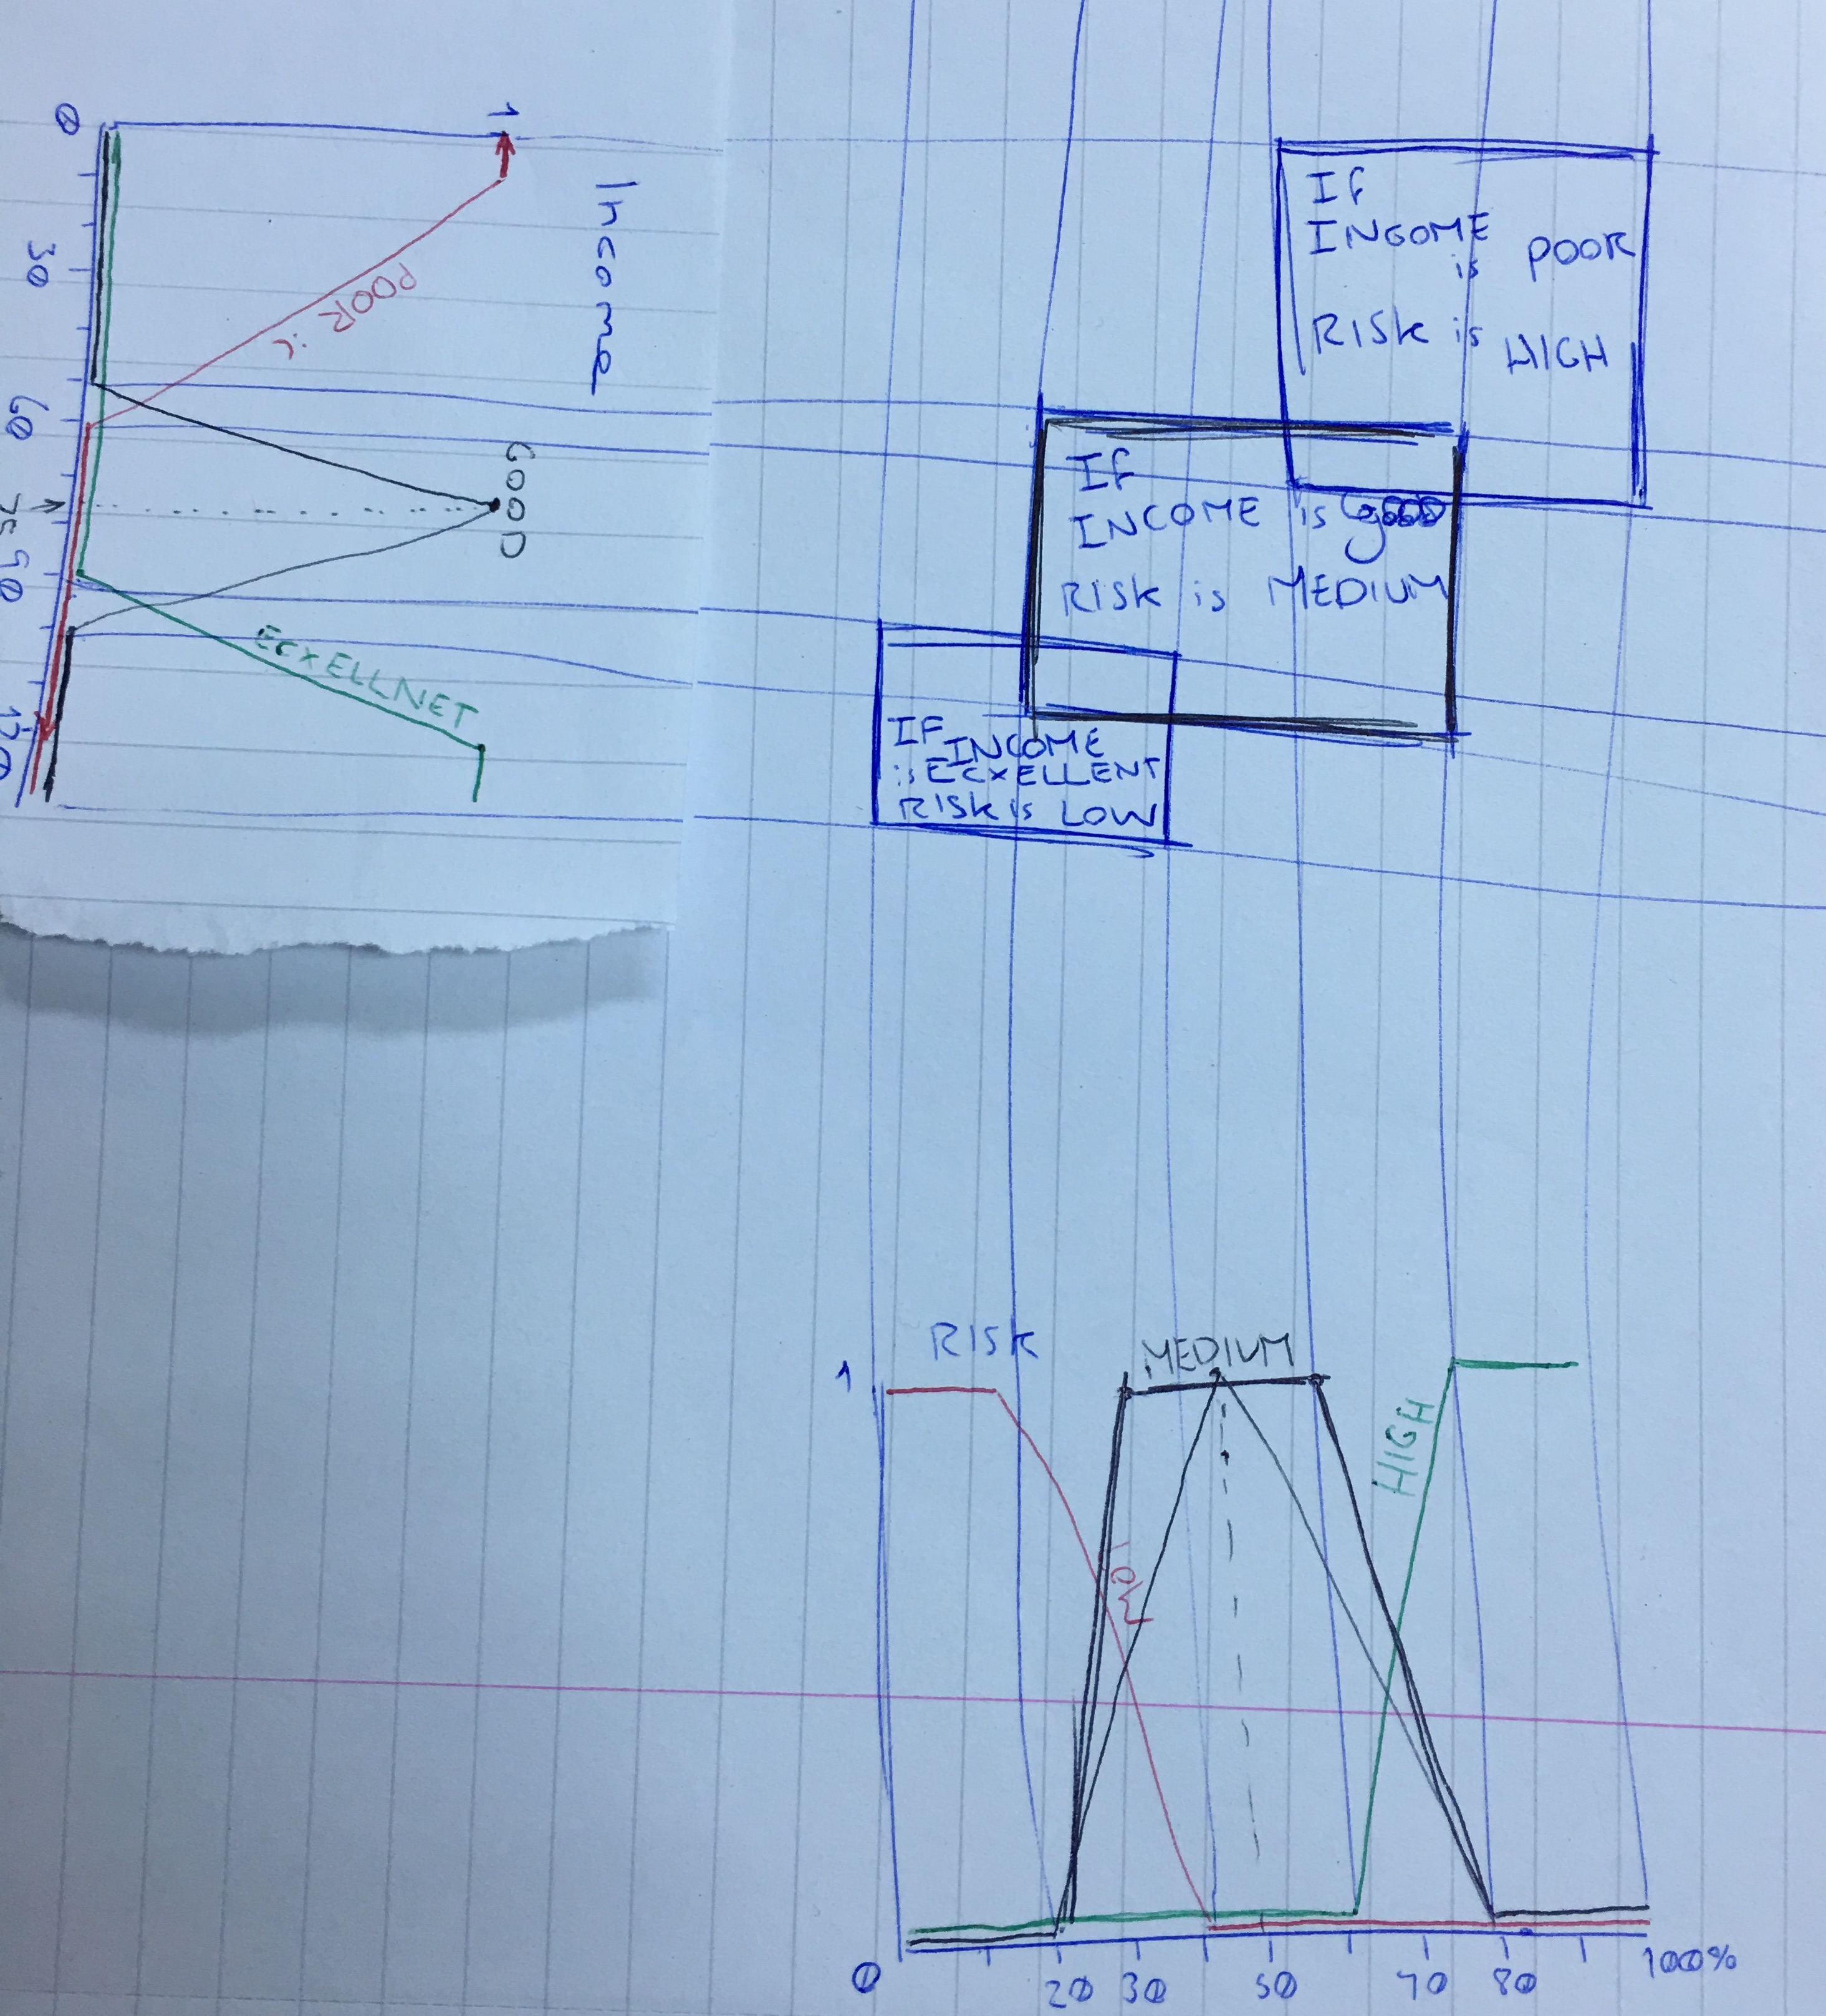 0
1
Income
30
POOR
60
GOOD
75
90
ECXELLNET
120
If
INCOME
is POOR
RISK is HIGH
If
INCOME is good
RISK is MEDIUM
IF INCOME
is ECXELLENT
RISK is LOW
RISK
1
MEDIUM
HIGH
LOW
0
20
30
50
70
80
100%